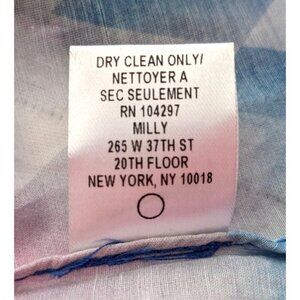 DRY CLEAN ONLY/
NETTOYER A
SEC SEULEMENT
RN 104297
MILLY
265 W 37TH ST
20TH FLOOR
NEW YORK, NY 10018